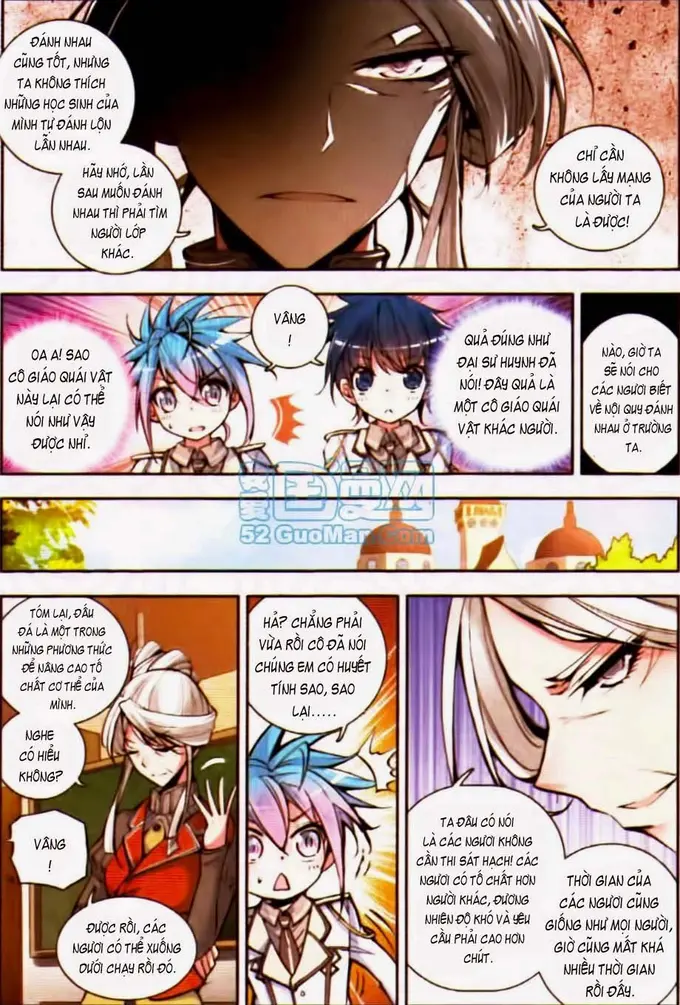 ĐÁNH NHAU
CŨNG TỐT, NHƯNG
TA KHÔNG THÍCH
NHỮNG HỌC SINH CỦA
MÌNH TỰ ĐÁNH LỘN
LẪN NHAU.
HÃY NHỚ, LẦN
SAU MUỐN ĐÁNH
NHAU THÌ PHẢI TÌM
NGƯỜI LỚP
KHÁC.
CHỈ CẦN
KHÔNG LẤY MẠNG
CỦA NGƯỜI TA
LÀ ĐƯỢC!
OA A! SAO
CÔ GIÁO QUÁI VẬT
NÀY LẠI CÓ THỂ
NÓI NHƯ VẬY
ĐƯỢC NHỈ.
VÂNG
!
QUẢ ĐÚNG NHƯ
ĐẠI SƯ HUYNH ĐÃ
NÓI! ĐÂY QUẢ LÀ
MỘT CÔ GIÁO QUÁI
VẬT KHÁC NGƯỜI.
NÀO, GIỜ TA
SẼ NÓI CHO
CÁC NGƯƠI BIẾT
VỀ NỘI QUY ĐÁNH
NHAU Ở TRƯỜNG
TA.
52 GuoMan.com
TÓM LẠI, ĐẤU
ĐÁ LÀ MỘT TRONG
NHỮNG PHƯƠNG THỨC
ĐỂ NÂNG CAO TỐ
CHẤT CƠ THỂ CỦA
MÌNH.
NGHE
CÓ HIỂU
KHÔNG?
VÂNG
!
ĐƯỢC RỒI, CÁC
NGƯƠI CÓ THỂ XUỐNG
DƯỚI CHẠY RỒI ĐÓ.
HẢ? CHẲNG PHẢI
VỪA RỒI CÔ ĐÃ NÓI
CHÚNG EM CÓ HUYẾT
TÍNH SAO, SAO
LẠI.....
TA ĐÂU CÓ NÓI
LÀ CÁC NGƯƠI KHÔNG
CẦN THI SÁT HẠCH! CÁC
NGƯƠI CÓ TỐ CHẤT HƠN
NGƯỜI KHÁC, ĐƯƠNG
NHIÊN ĐỘ KHÓ VÀ YÊU
CẦU PHẢI CAO HƠN
CHÚT.
THỜI GIAN CỦA
CÁC NGƯƠI CŨNG
GIỐNG NHƯ MỌI NGƯỜI,
GIỜ CŨNG MẤT KHÁ
NHIỀU THỜI GIAN
RỒI ĐẤY.